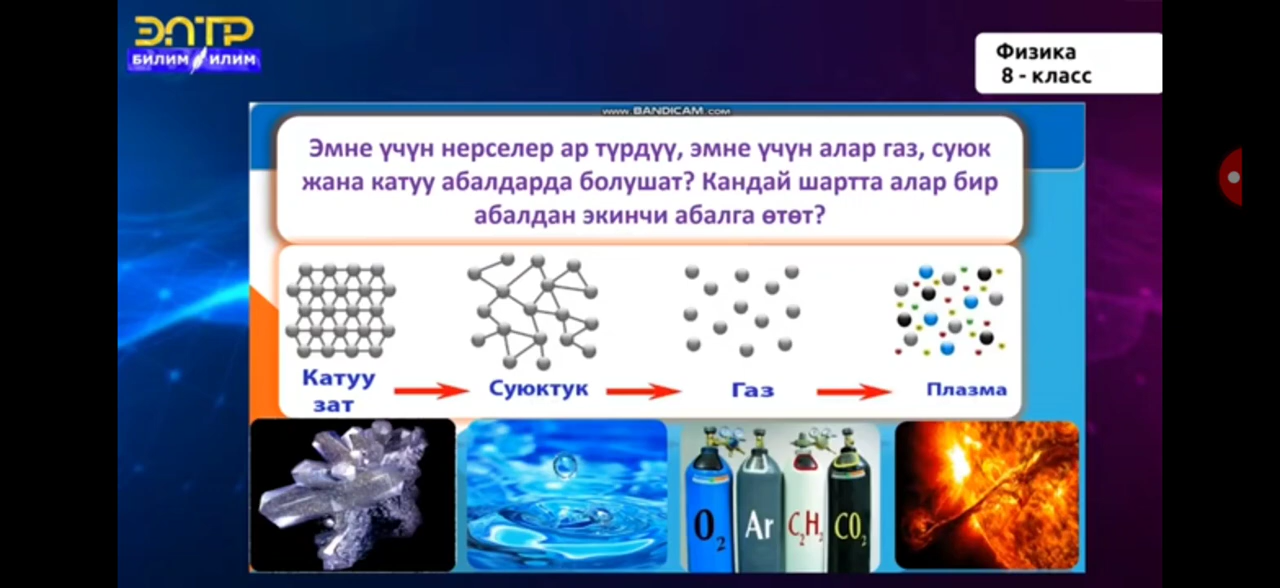 ЭЛТР
БИЛИМ ИЛИМ
Физика
8 - класс
www.BANDICAM.COM
Эмне үчүн нерселер ар түрдүү, эмне үчүн алар газ, суюк
жана катуу абалдарда болушат? Кандай шартта алар бир
абалдан экинчи абалга өтөт?
Катуу
зат
Суюктук
Газ
Плазма
O₂
Ar
C₂H₂
CO₂